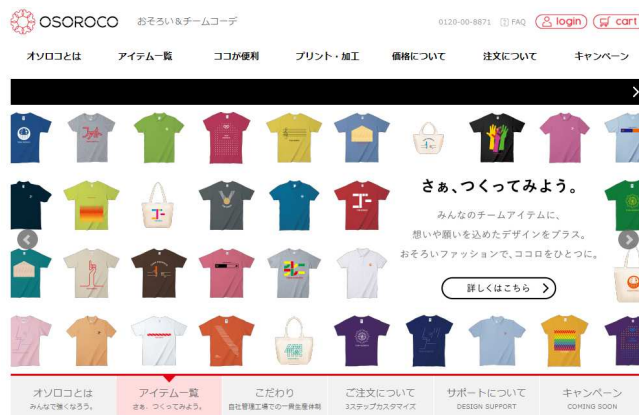 OSOROCO おそろい&チームコーデ 0120-00-8871 FAQ login cart
オソロコとは アイテム一覧 ココが便利 プリント・加工 価格について 注文について キャンペーン
さぁ、つくってみよう。
みんなのチームアイテムに、
想いや願いを込めたデザインをプラス。
おそろいファッションで、ココロをひとつに。
詳しくはこちら
オソロコとは アイテム一覧 こだわり ご注文について サポートについて キャンペーン
みんなで強くなろう。 さあ、つくってみよう。 自社管理工場での一貫生産体制 3ステップカスタマイズ DESIGN SUPPORT COMING SOON